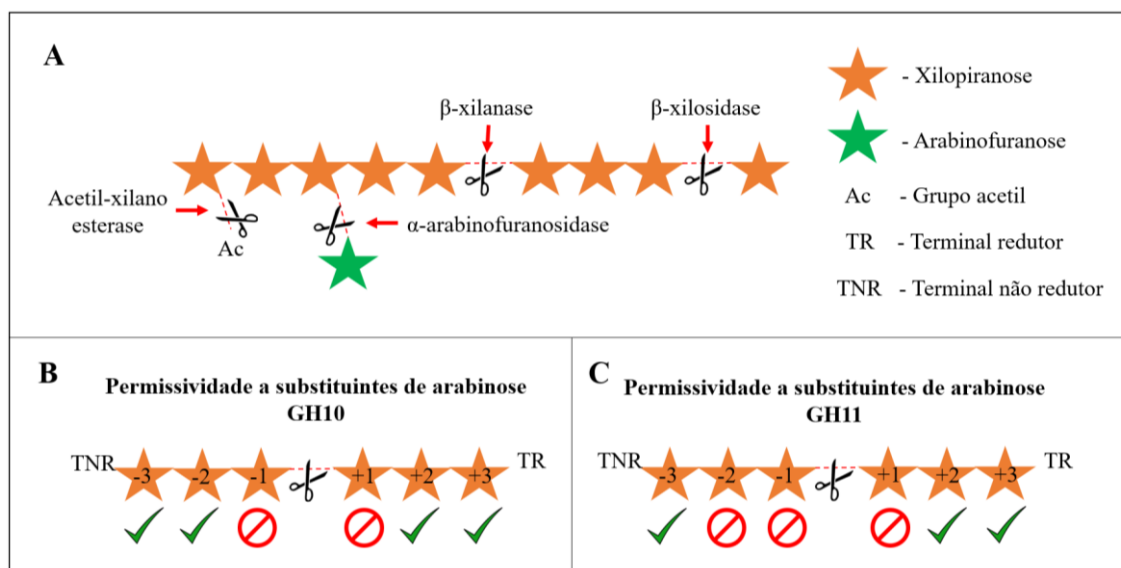 A
β-xilanase
β-xilosidase
Acetil-xilano
esterase
Ac
α-arabinofuranosidase
- Xilopiranose
- Arabinofuranose
Ac - Grupo acetil
TR - Terminal redutor
TNR - Terminal não redutor
B
Permissividade a substituintes de arabinose
GH10
TNR -3 -2 -1 +1 +2 +3 TR
C
Permissividade a substituintes de arabinose
GH11
TNR -3 -2 -1 +1 +2 +3 TR